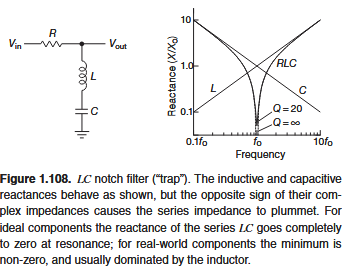 R
Vin
Vout
L
C
Reactance (X/X0)
10
1.0
0.1
RLC
L
C
Q=20
Q=∞
0.1fo
fo
10fo
Frequency
Figure 1.108. LC notch filter (“trap”). The inductive and capacitive
reactances behave as shown, but the opposite sign of their com-
plex impedances causes the series impedance to plummet. For
ideal components the reactance of the series LC goes completely
to zero at resonance; for real-world components the minimum is
non-zero, and usually dominated by the inductor.